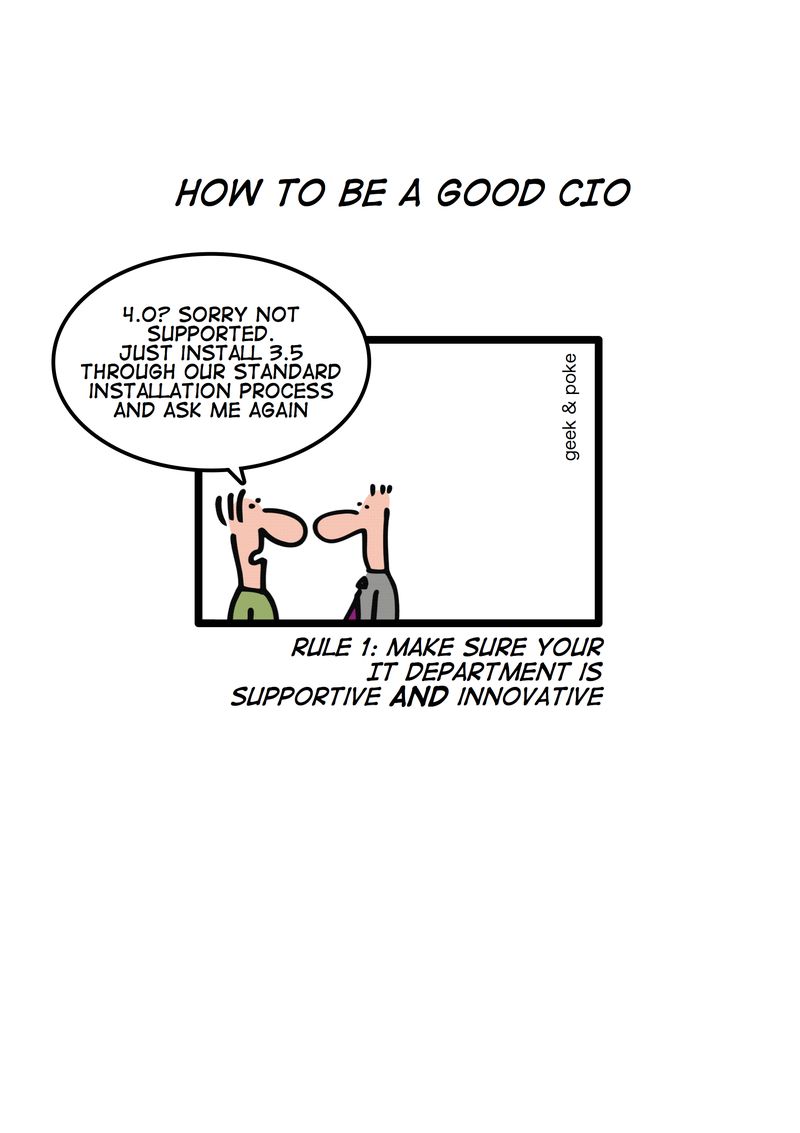 HOW TO BE A GOOD CIO
4.0? SORRY NOT
SUPPORTED.
JUST INSTALL 3.5
THROUGH OUR STANDARD
INSTALLATION PROCESS
AND ASK ME AGAIN
geek & poke
RULE 1: MAKE SURE YOUR
IT DEPARTMENT IS
SUPPORTIVE AND INNOVATIVE